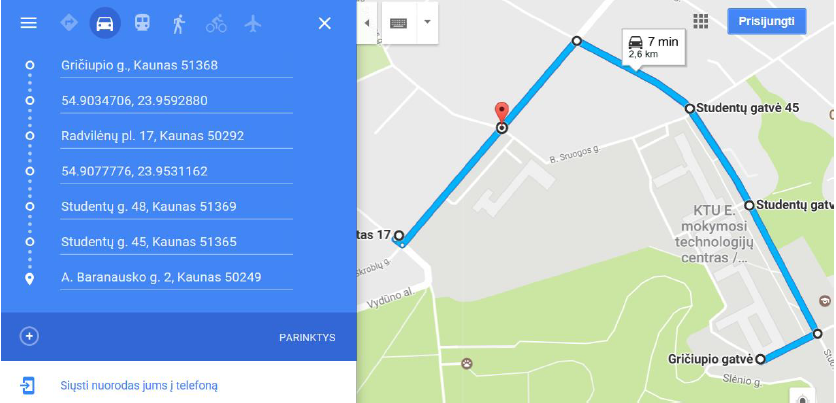 Gričiupio g., Kaunas 51368
54.9034706, 23.9592880
Radvilėnų pl. 17, Kaunas 50292
54.9077776, 23.9531162
Studentų g. 48, Kaunas 51369
Studentų g. 45, Kaunas 51365
A. Baranausko g. 2, Kaunas 50249
PARINKTYS
Siųsti nuorodas jums į telefoną
Prisijungti
7 min
2,6 km
Studentų gatvė 45
B. Sruogos g.
Studentų gatv
KTU E.
mokymosi
technologijų
centras /...
tas 17
skroblų g.
Vydūno al.
Gričiupio gatvė
Slėnio g.
Stud